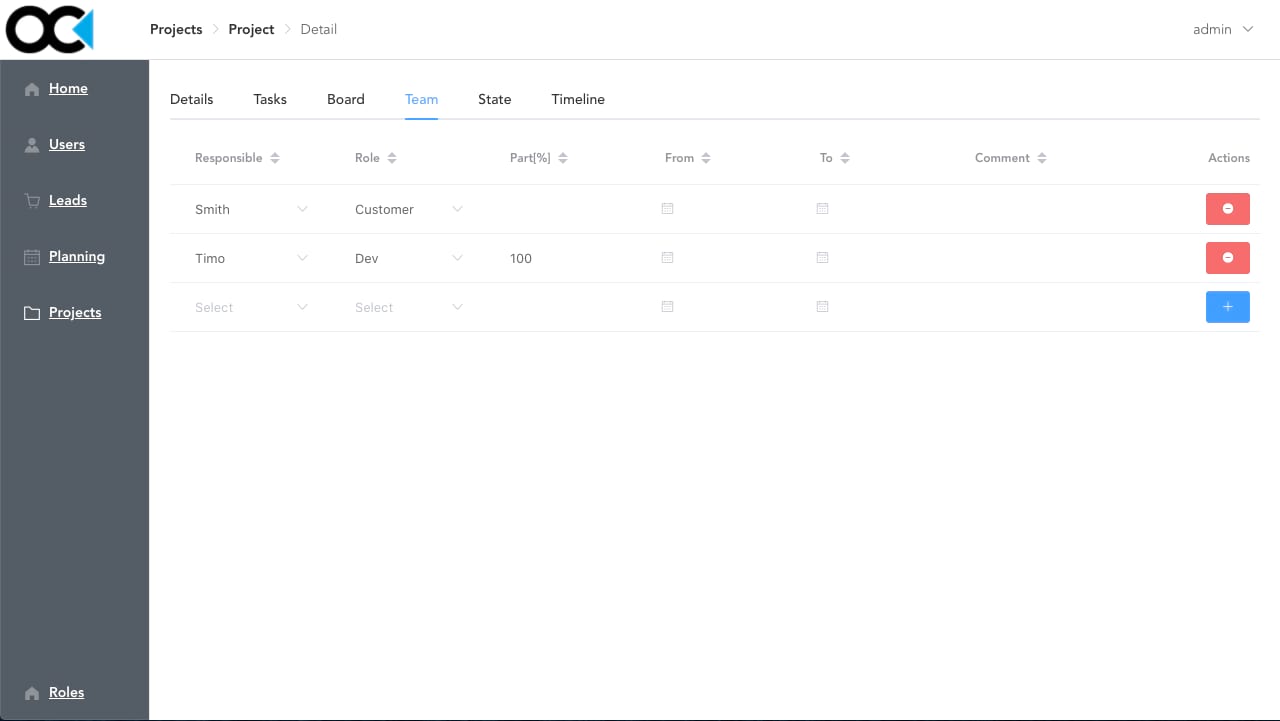 OC
Projects Project Detail
admin
Home
Users
Leads
Planning
Projects
Roles
Details Tasks Board Team State Timeline
Responsible Role Part[%] From To Comment Actions
Smith Customer
Timo Dev 100
Select Select